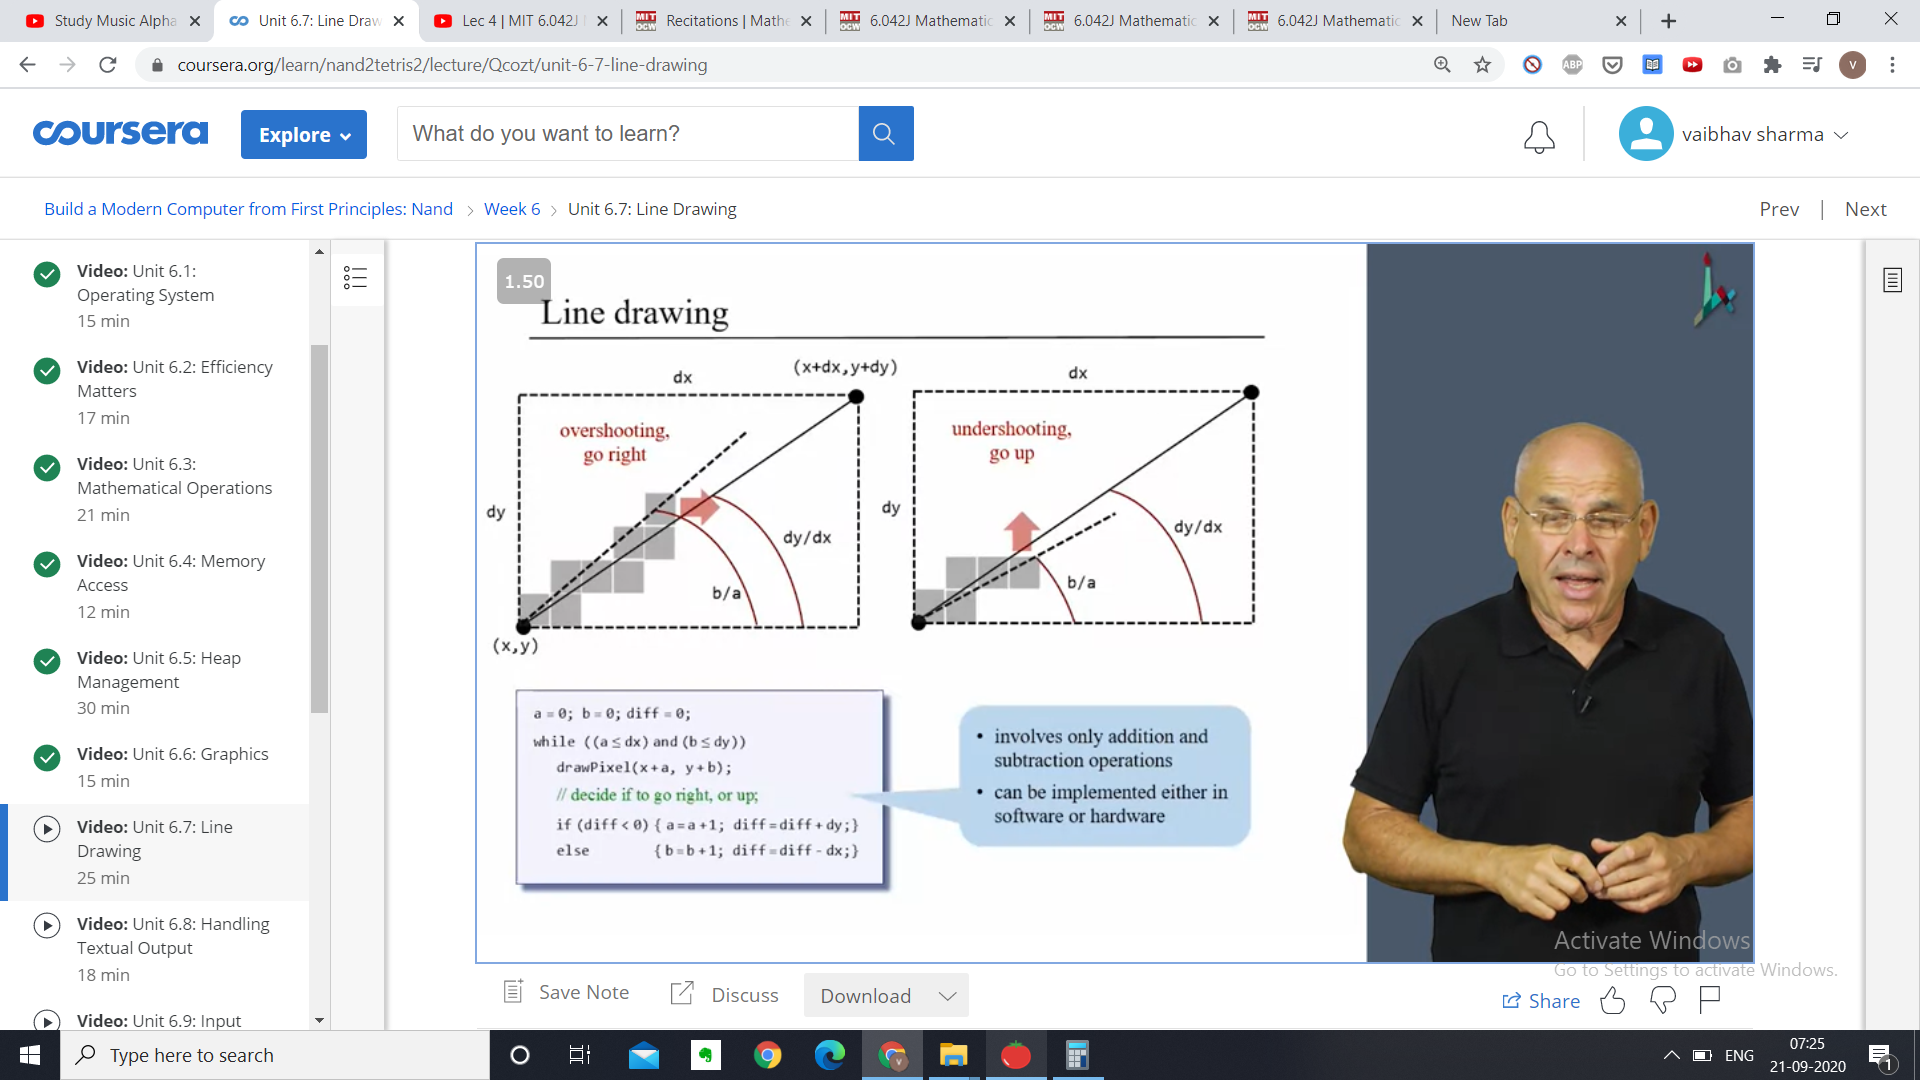 Study Music Alpha
Unit 6.7: Line Draw
Lec 4 | MIT 6.042J
Recitations | Mathe
6.042J Mathematic
6.042J Mathematic
6.042J Mathematic
New Tab
coursera.org/learn/nand2tetris2/lecture/Qcozt/unit-6-7-line-drawing
ABP
V
coursera
Explore
What do you want to learn?
vaibhav sharma
Build a Modern Computer from First Principles: Nand
Week 6
Unit 6.7: Line Drawing
Prev | Next
Video: Unit 6.1:
Operating System
15 min
Video: Unit 6.2: Efficiency
Matters
17 min
Video: Unit 6.3:
Mathematical Operations
21 min
Video: Unit 6.4: Memory
Access
12 min
Video: Unit 6.5: Heap
Management
30 min
Video: Unit 6.6: Graphics
15 min
Video: Unit 6.7: Line
Drawing
25 min
Video: Unit 6.8: Handling
Textual Output
18 min
Video: Unit 6.9: Input
1.50
Line drawing
dx
(x+dx,y+dy)
overshooting,
go right
dy
dy/dx
b/a
(x,y)
dx
undershooting,
go up
dy
dy/dx
b/a
a = 0; b = 0; diff = 0;
while ((a ≤ dx) and (b ≤ dy))
drawPixel(x+a, y+b);
// decide if to go right, or up;
if (diff < 0) { a=a+1; diff=diff+dy;}
else { b=b+1; diff=diff-dx;}
• involves only addition and
subtraction operations
• can be implemented either in
software or hardware
Activate Windows
Go to Settings to activate Windows.
Save Note
Discuss
Download
Share
Type here to search
ENG
07:25
21-09-2020
1